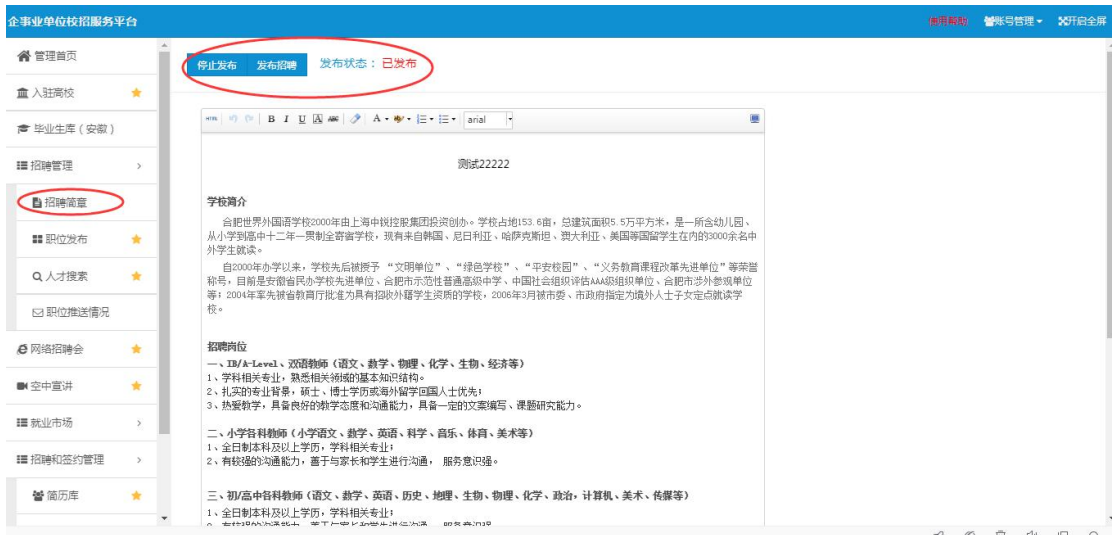 企事业单位校招服务平台
使用帮助 账号管理 开启全屏
管理首页
入驻高校
毕业生库（安徽）
招聘管理
招聘简章
职位发布
人才搜索
职位推送情况
网络招聘会
空中宣讲
就业市场
招聘和签约管理
简历库
停止发布 发布招聘 发布状态：已发布
HTML B I U A ABC A arial
测试22222
学校简介
合肥世界外国语学校2000年由上海中锐控股集团投资创办。学校占地153.6亩，总建筑面积5.5万平方米，是一所含幼儿园、
从小学到高中十二年一贯制全寄宿学校，现有来自韩国、尼日利亚、哈萨克斯坦、澳大利亚、美国等国留学生在内的3000余名中
外学生就读。
自2000年办学以来，学校先后被授予“文明单位”、“绿色学校”、“平安校园”、“义务教育课程改革先进单位”等荣誉
称号，目前是安徽省民办学校先进单位、合肥市示范性普通高级中学、中国社会组织评估AAA级组织单位、合肥市涉外参观单位
等；2004年率先被省教育厅批准为具有招收外籍学生资质的学校，2006年3月被市委、市政府指定为境外人士子女定点就读学
校。
招聘岗位
一、IB/A-Level、双语教师（语文、数学、物理、化学、生物、经济等）
1、学科相关专业，熟悉相关领域的基本知识结构。
2、扎实的专业背景，硕士、博士学历或海外留学回国人士优先；
3、热爱教学，具备良好的教学态度和沟通能力，具备一定的文案编写、课题研究能力。
二、小学各科教师（小学语文、数学、英语、科学、音乐、体育、美术等）
1、全日制本科及以上学历，学科相关专业；
2、有较强的沟通能力，善于与家长和学生进行沟通， 服务意识强。
三、初/高中各科教师（语文、数学、英语、历史、地理、生物、物理、化学、政治，计算机、美术、传媒等）
1、全日制本科及以上学历，学科相关专业；
2、有较强的沟通能力，善于与家长和学生进行沟通， 服务意识强